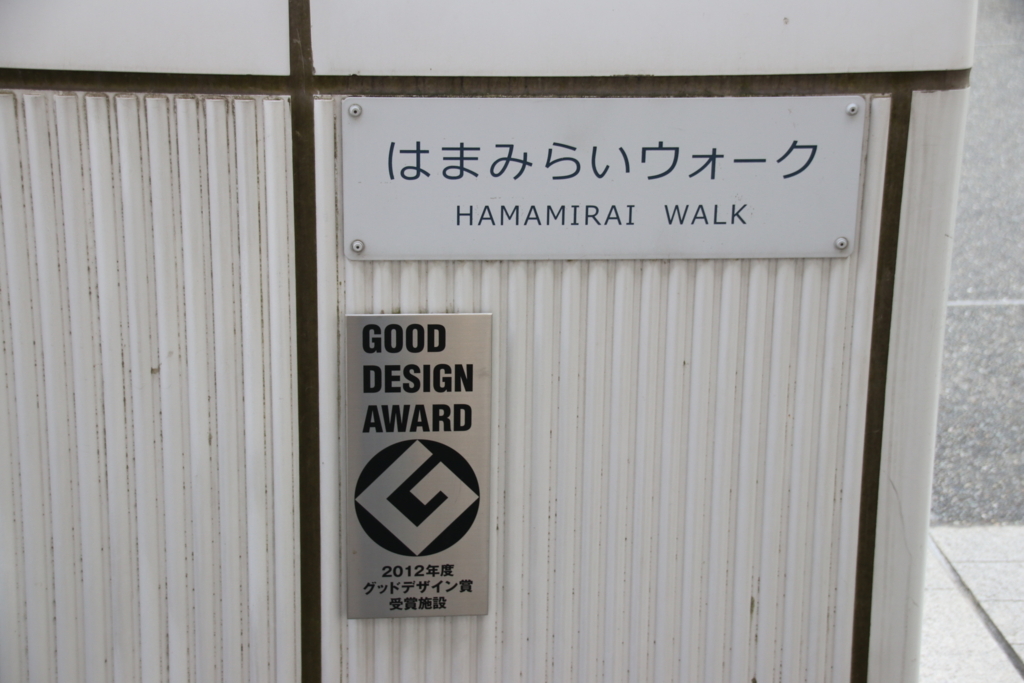 はまみらいウォーク
HAMAMIRAI WALK
GOOD
DESIGN
AWARD
2012年度
グッドデザイン賞
受賞施設